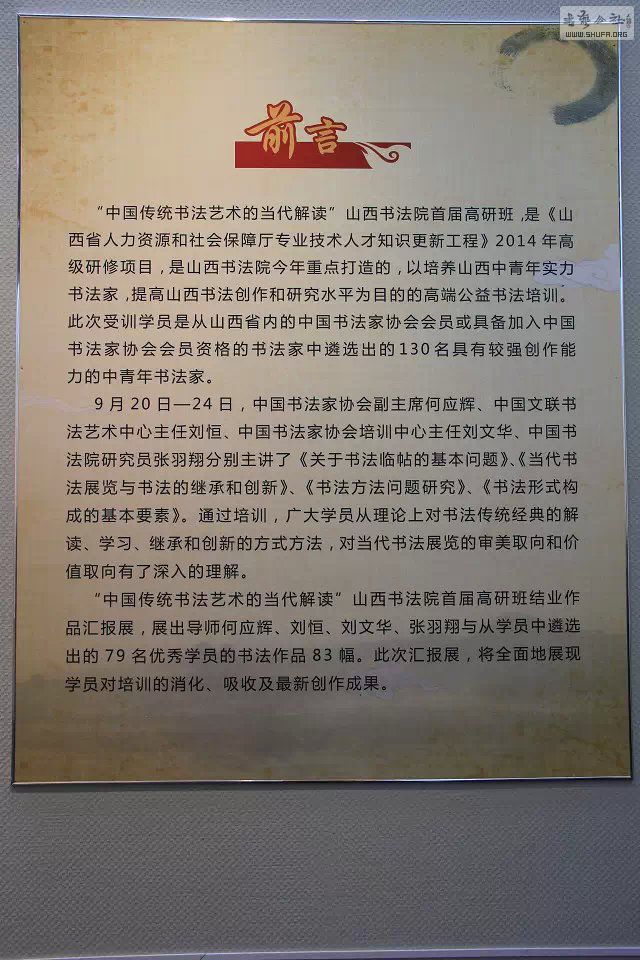 WWW.SHUFA.ORG
前言
“中国传统书法艺术的当代解读”山西书法院首届高研班,是《山
西省人力资源和社会保障厅专业技术人才知识更新工程》2014年高
级研修项目，是山西书法院今年重点打造的，以培养山西中青年实力
书法家,提高山西书法创作和研究水平为目的的高端公益书法培训。
此次受训学员是从山西省内的中国书法家协会会员或具备加入中国
书法家协会会员资格的书法家中遴选出的130名具有较强创作能
力的中青年书法家。
9月20日—24日，中国书法家协会副主席何应辉、中国文联书
法艺术中心主任刘恒、中国书法家协会培训中心主任刘文华、中国书
法院研究员张羽翔分别主讲了《关于书法临帖的基本问题》、《当代书
法展览与书法的继承和创新》、《书法方法问题研究》、《书法形式构
成的基本要素》。通过培训，广大学员从理论上对书法传统经典的解
读、学习、继承和创新的方式方法，对当代书法展览的审美取向和价
值取向有了深入的理解。
“中国传统书法艺术的当代解读”山西书法院首届高研班结业作
品汇报展，展出导师何应辉、刘恒、刘文华、张羽翔与从学员中遴选
出的79名优秀学员的书法作品83幅。此次汇报展，将全面地展现
学员对培训的消化、吸收及最新创作成果。